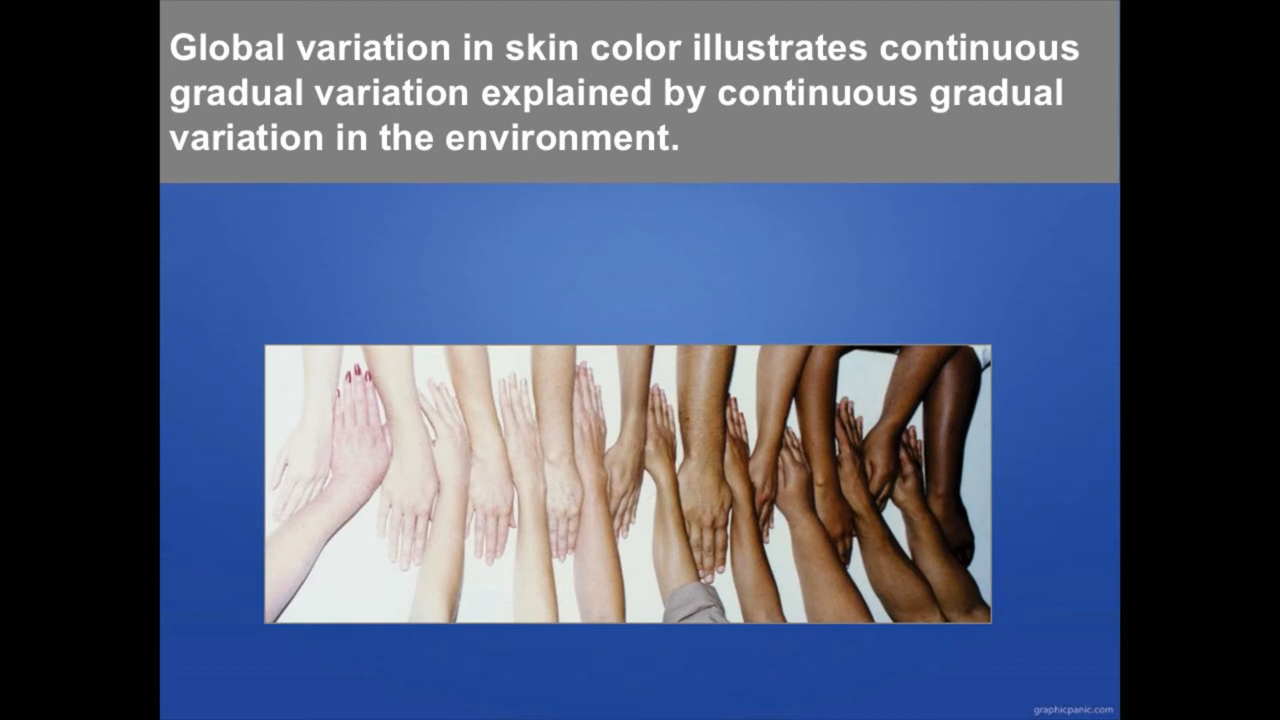 Global variation in skin color illustrates continuous
gradual variation explained by continuous gradual
variation in the environment.
graphicpanic.com